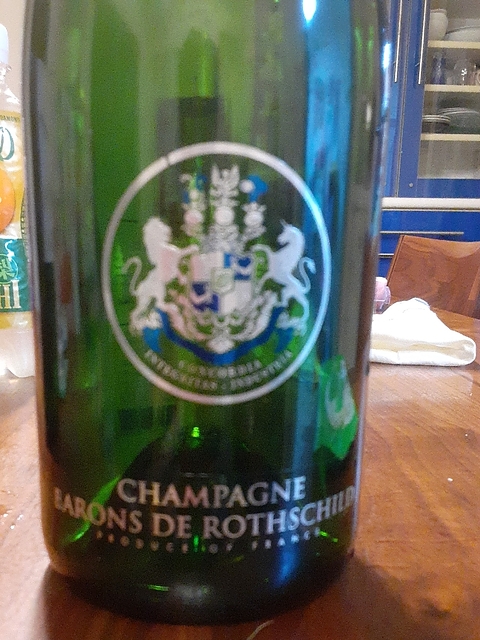 CONCORDIA
INTEGRITAS · INDUSTRIA
CHAMPAGNE
BARONS DE ROTHSCHILD
PRODUCE OF FRANCE